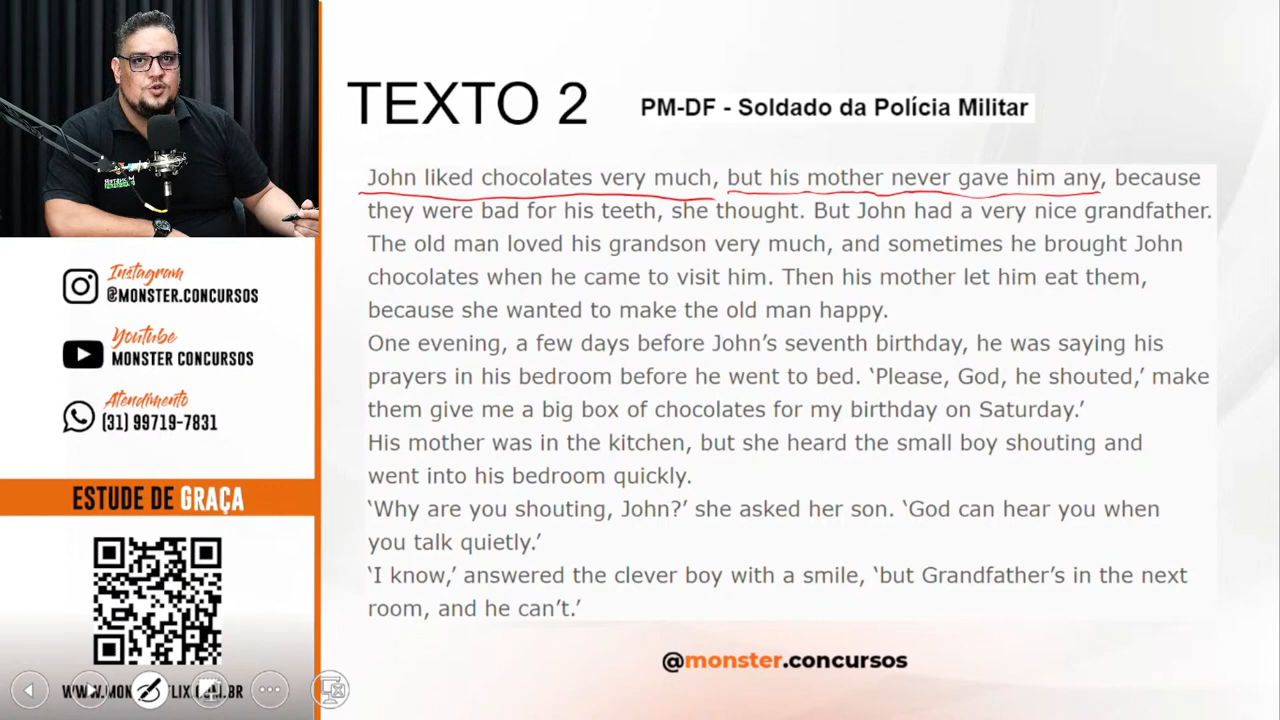 TEXTO 2
PM-DF - Soldado da Polícia Militar
John liked chocolates very much, but his mother never gave him any, because
they were bad for his teeth, she thought. But John had a very nice grandfather.
The old man loved his grandson very much, and sometimes he brought John
chocolates when he came to visit him. Then his mother let him eat them,
because she wanted to make the old man happy.
One evening, a few days before John’s seventh birthday, he was saying his
prayers in his bedroom before he went to bed. ‘Please, God, he shouted,’ make
them give me a big box of chocolates for my birthday on Saturday.’
His mother was in the kitchen, but she heard the small boy shouting and
went into his bedroom quickly.
‘Why are you shouting, John?’ she asked her son. ‘God can hear you when
you talk quietly.’
‘I know,’ answered the clever boy with a smile, ‘but Grandfather’s in the next
room, and he can’t.’
@monster.concursos
Instagram
@MONSTER.CONCURSOS
Youtube
MONSTER CONCURSOS
Atendimento
(31) 99719-7831
ESTUDE DE GRAÇA